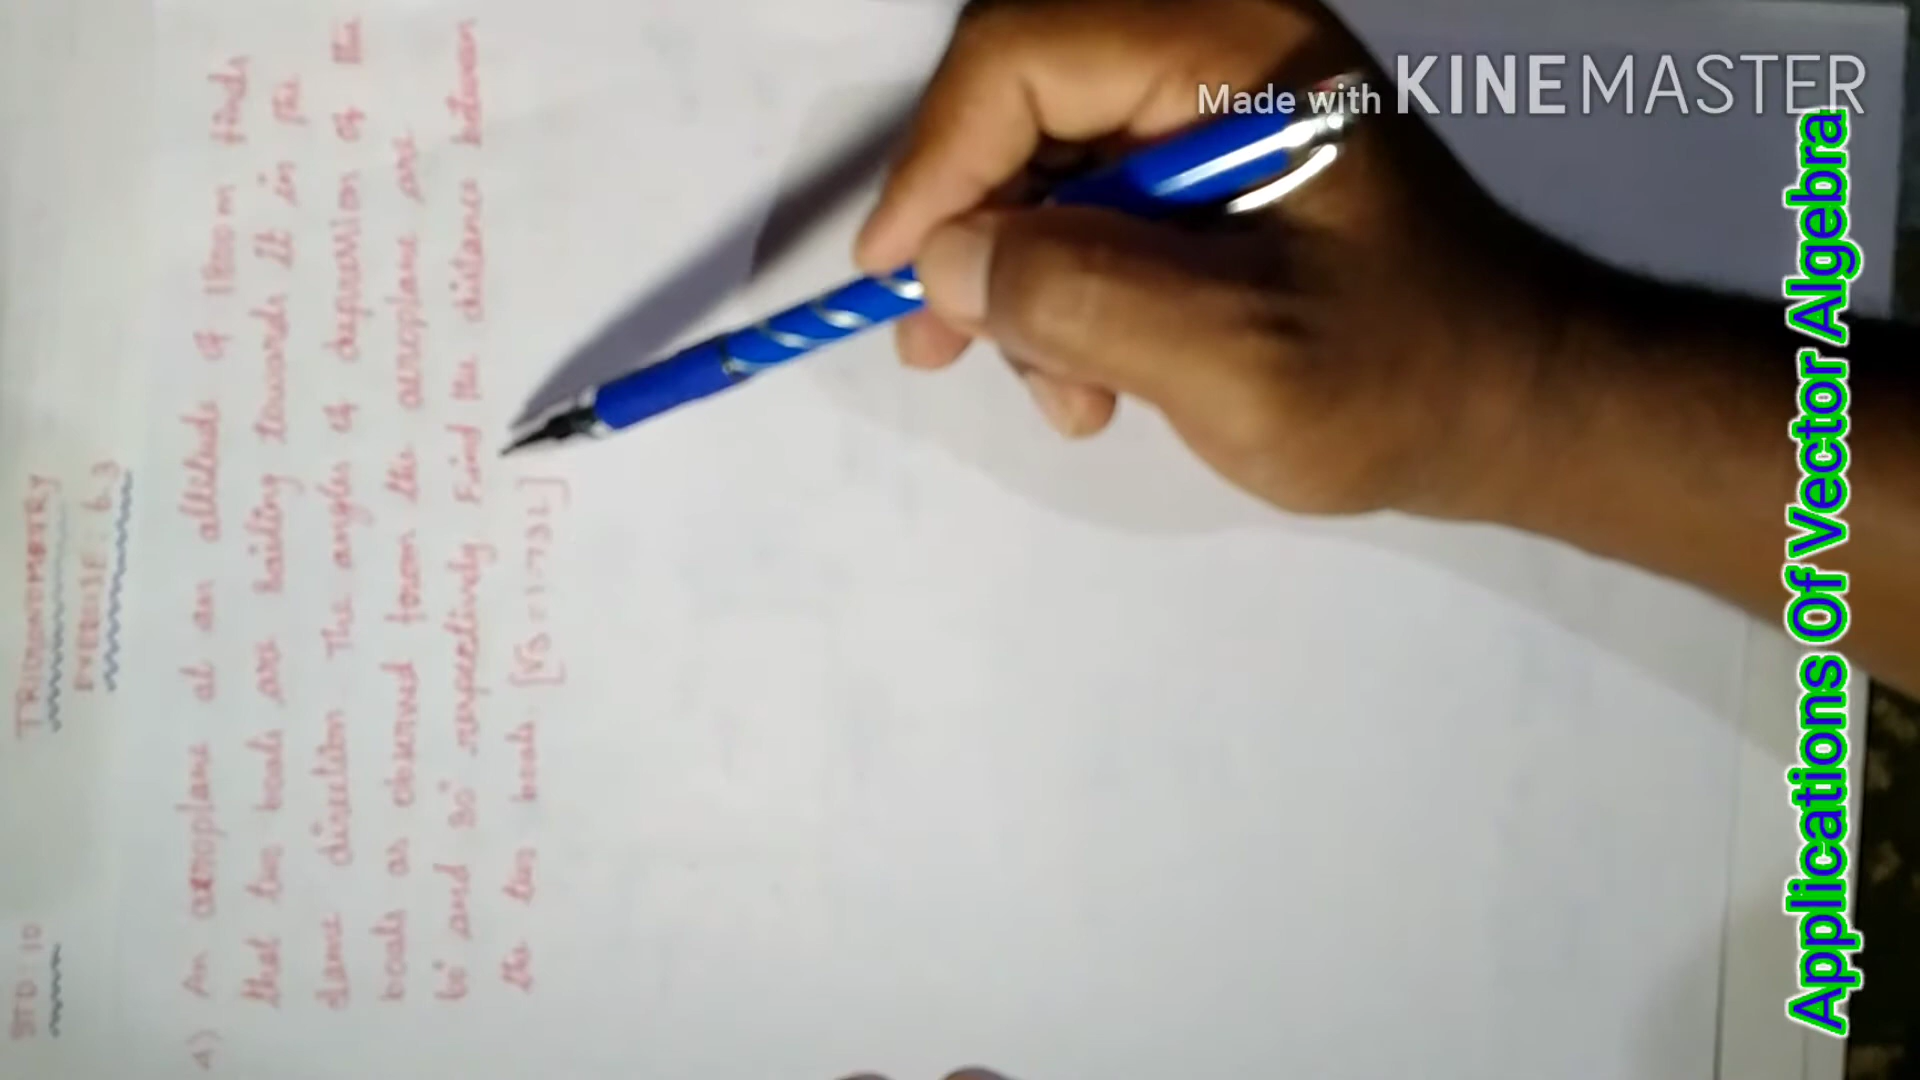 STD: 10
TRIGONOMETRY
EXERCISE: 6.3
4) An aeroplane at an altitude of 1800m finds
that two boats are sailing towards it in the
same direction The angles of depression of the
boats as observed from the aeroplane are
60° and 30° respectively Find the distance between
the two boats [√3 = 1.732]
Made with KINEMASTER
Applications Of Vector Algebra